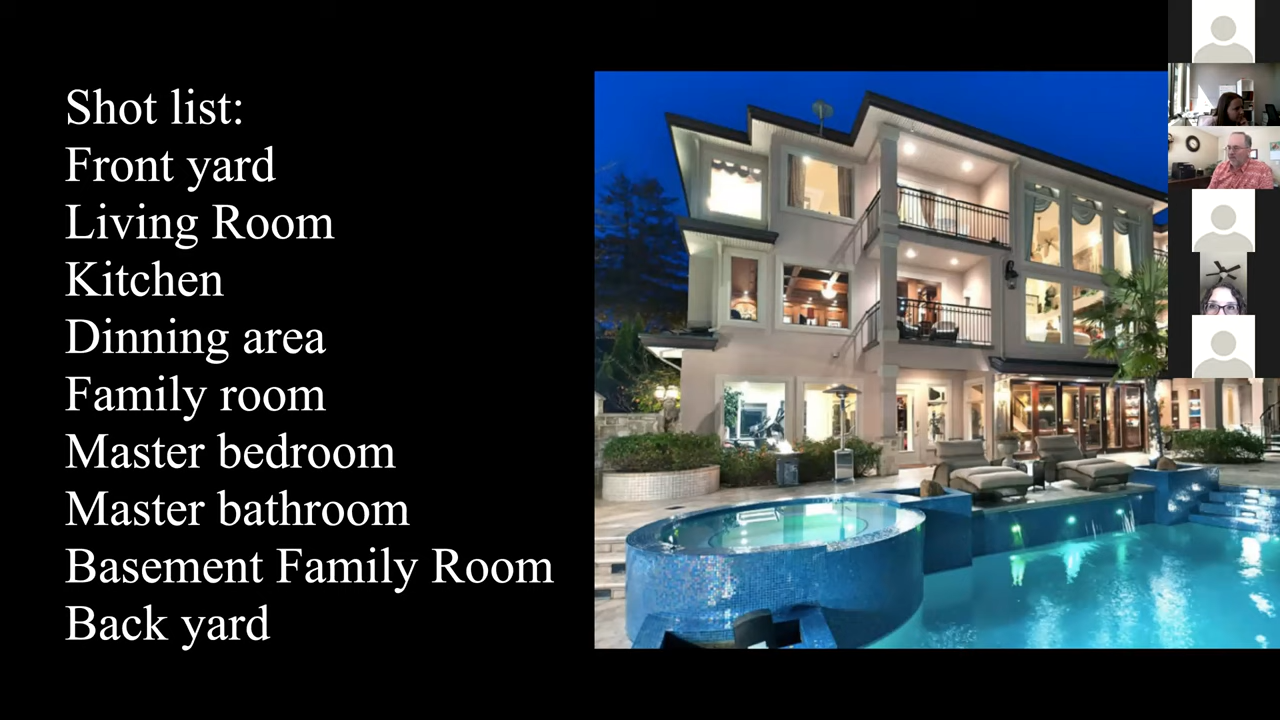 Shot list:
Front yard
Living Room
Kitchen
Dinning area
Family room
Master bedroom
Master bathroom
Basement Family Room
Back yard